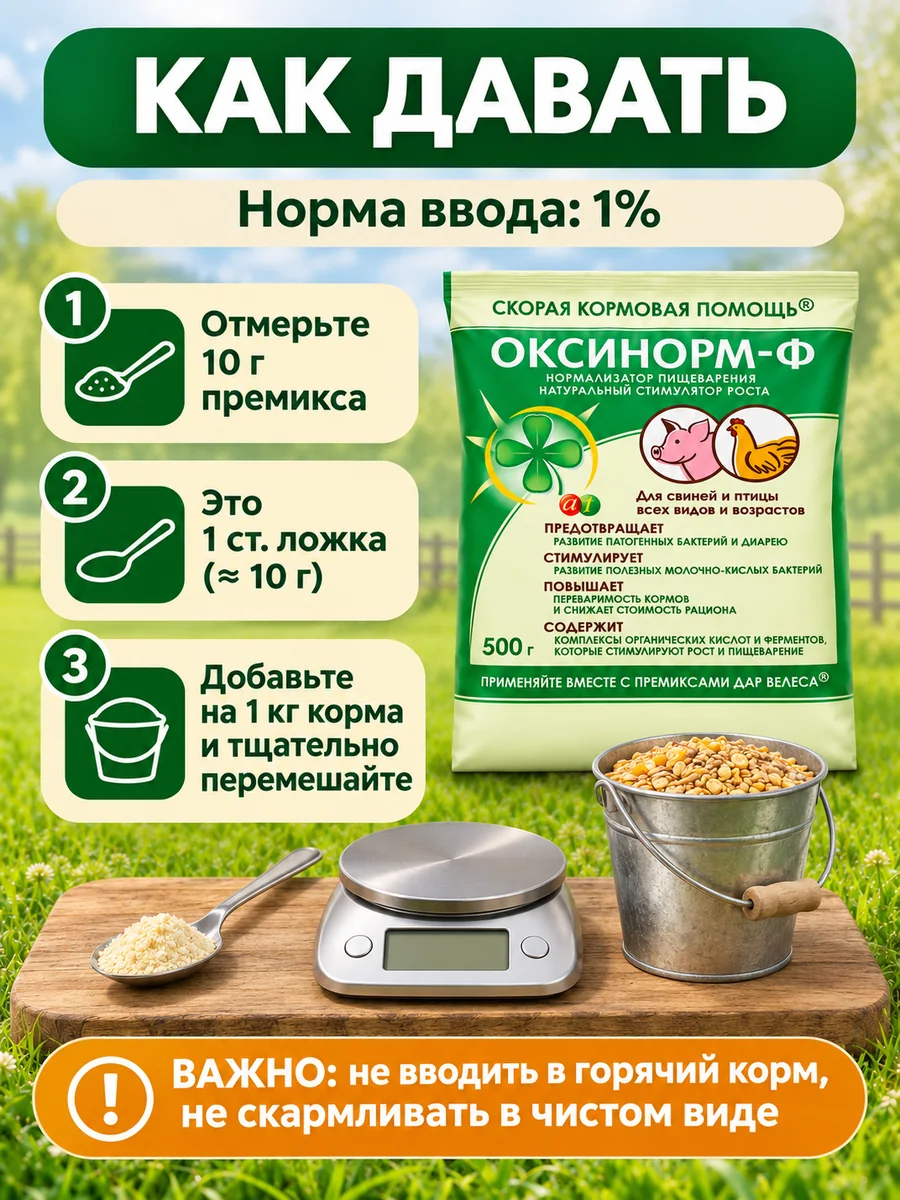 КАК ДАВАТЬ
Норма ввода: 1%
1
Отмерьте
10 г
премикса
2
Это
1 ст. ложка
(≈ 10 г)
3
Добавьте
на 1 кг корма
и тщательно
перемешайте
СКОРАЯ КОРМОВАЯ ПОМОЩЬ®
ОКСИНОРМ-Ф
НОРМАЛИЗАТОР ПИЩЕВАРЕНИЯ
НАТУРАЛЬНЫЙ СТИМУЛЯТОР РОСТА
at
Для свиней и птицы
всех видов и возрастов
ПРЕДОТВРАЩАЕТ
РАЗВИТИЕ ПАТОГЕННЫХ БАКТЕРИЙ И ДИАРЕЮ
СТИМУЛИРУЕТ
РАЗВИТИЕ ПОЛЕЗНЫХ МОЛОЧНО-КИСЛЫХ БАКТЕРИЙ
ПОВЫШАЕТ
ПЕРЕВАРИМОСТЬ КОРМОВ
И СНИЖАЕТ СТОИМОСТЬ РАЦИОНА
СОДЕРЖИТ
КОМПЛЕКСЫ ОРГАНИЧЕСКИХ КИСЛОТ И ФЕРМЕНТОВ,
КОТОРЫЕ СТИМУЛИРУЮТ РОСТ И ПИЩЕВАРЕНИЕ
500 г
ПРИМЕНЯЙТЕ ВМЕСТЕ С ПРЕМИКСАМИ ДАР ВЕЛЕСА®
! ВАЖНО: не вводить в горячий корм,
не скармливать в чистом виде